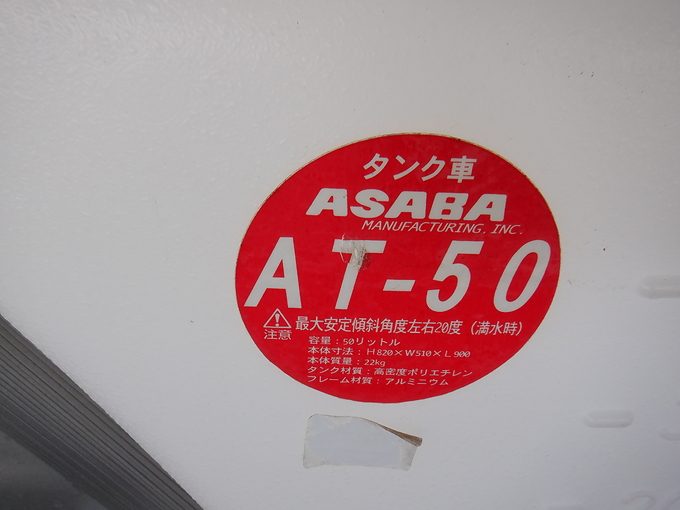 タンク車
ASABA
MANUFACTURING. INC.
AT-50
注意 最大安定傾斜角度左右20度 (満水時)
容量：50リットル
本体寸法：H820×W510×L900
本体質量：22kg
タンク材質：高密度ポリエチレン
フレーム材質：アルミニウム